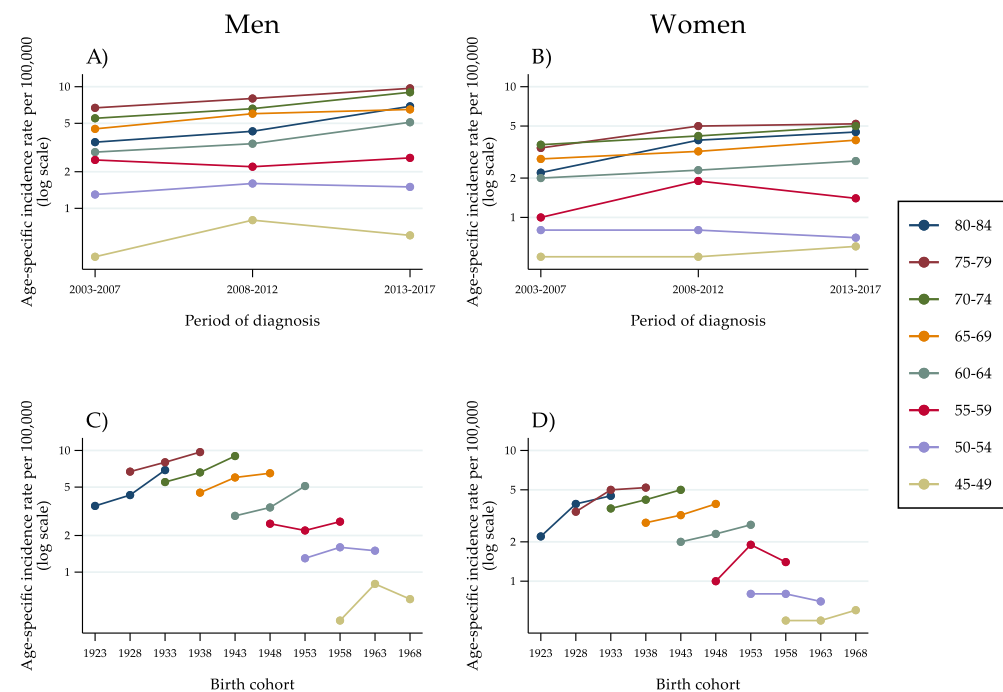 Men
Women
A)
Age-specific incidence rate per 100,000
(log scale)
10
5
2
1
2003-2007
2008-2012
2013-2017
Period of diagnosis
B)
Age-specific incidence rate per 100,000
(log scale)
10
5
2
1
2003-2007
2008-2012
2013-2017
Period of diagnosis
80-84
75-79
70-74
65-69
60-64
55-59
50-54
45-49
C)
Age-specific incidence rate per 100,000
(log scale)
10
5
2
1
1923 1928 1933 1938 1943 1948 1953 1958 1963 1968
Birth cohort
D)
Age-specific incidence rate per 100,000
(log scale)
10
5
2
1
1923 1928 1933 1938 1943 1948 1953 1958 1963 1968
Birth cohort